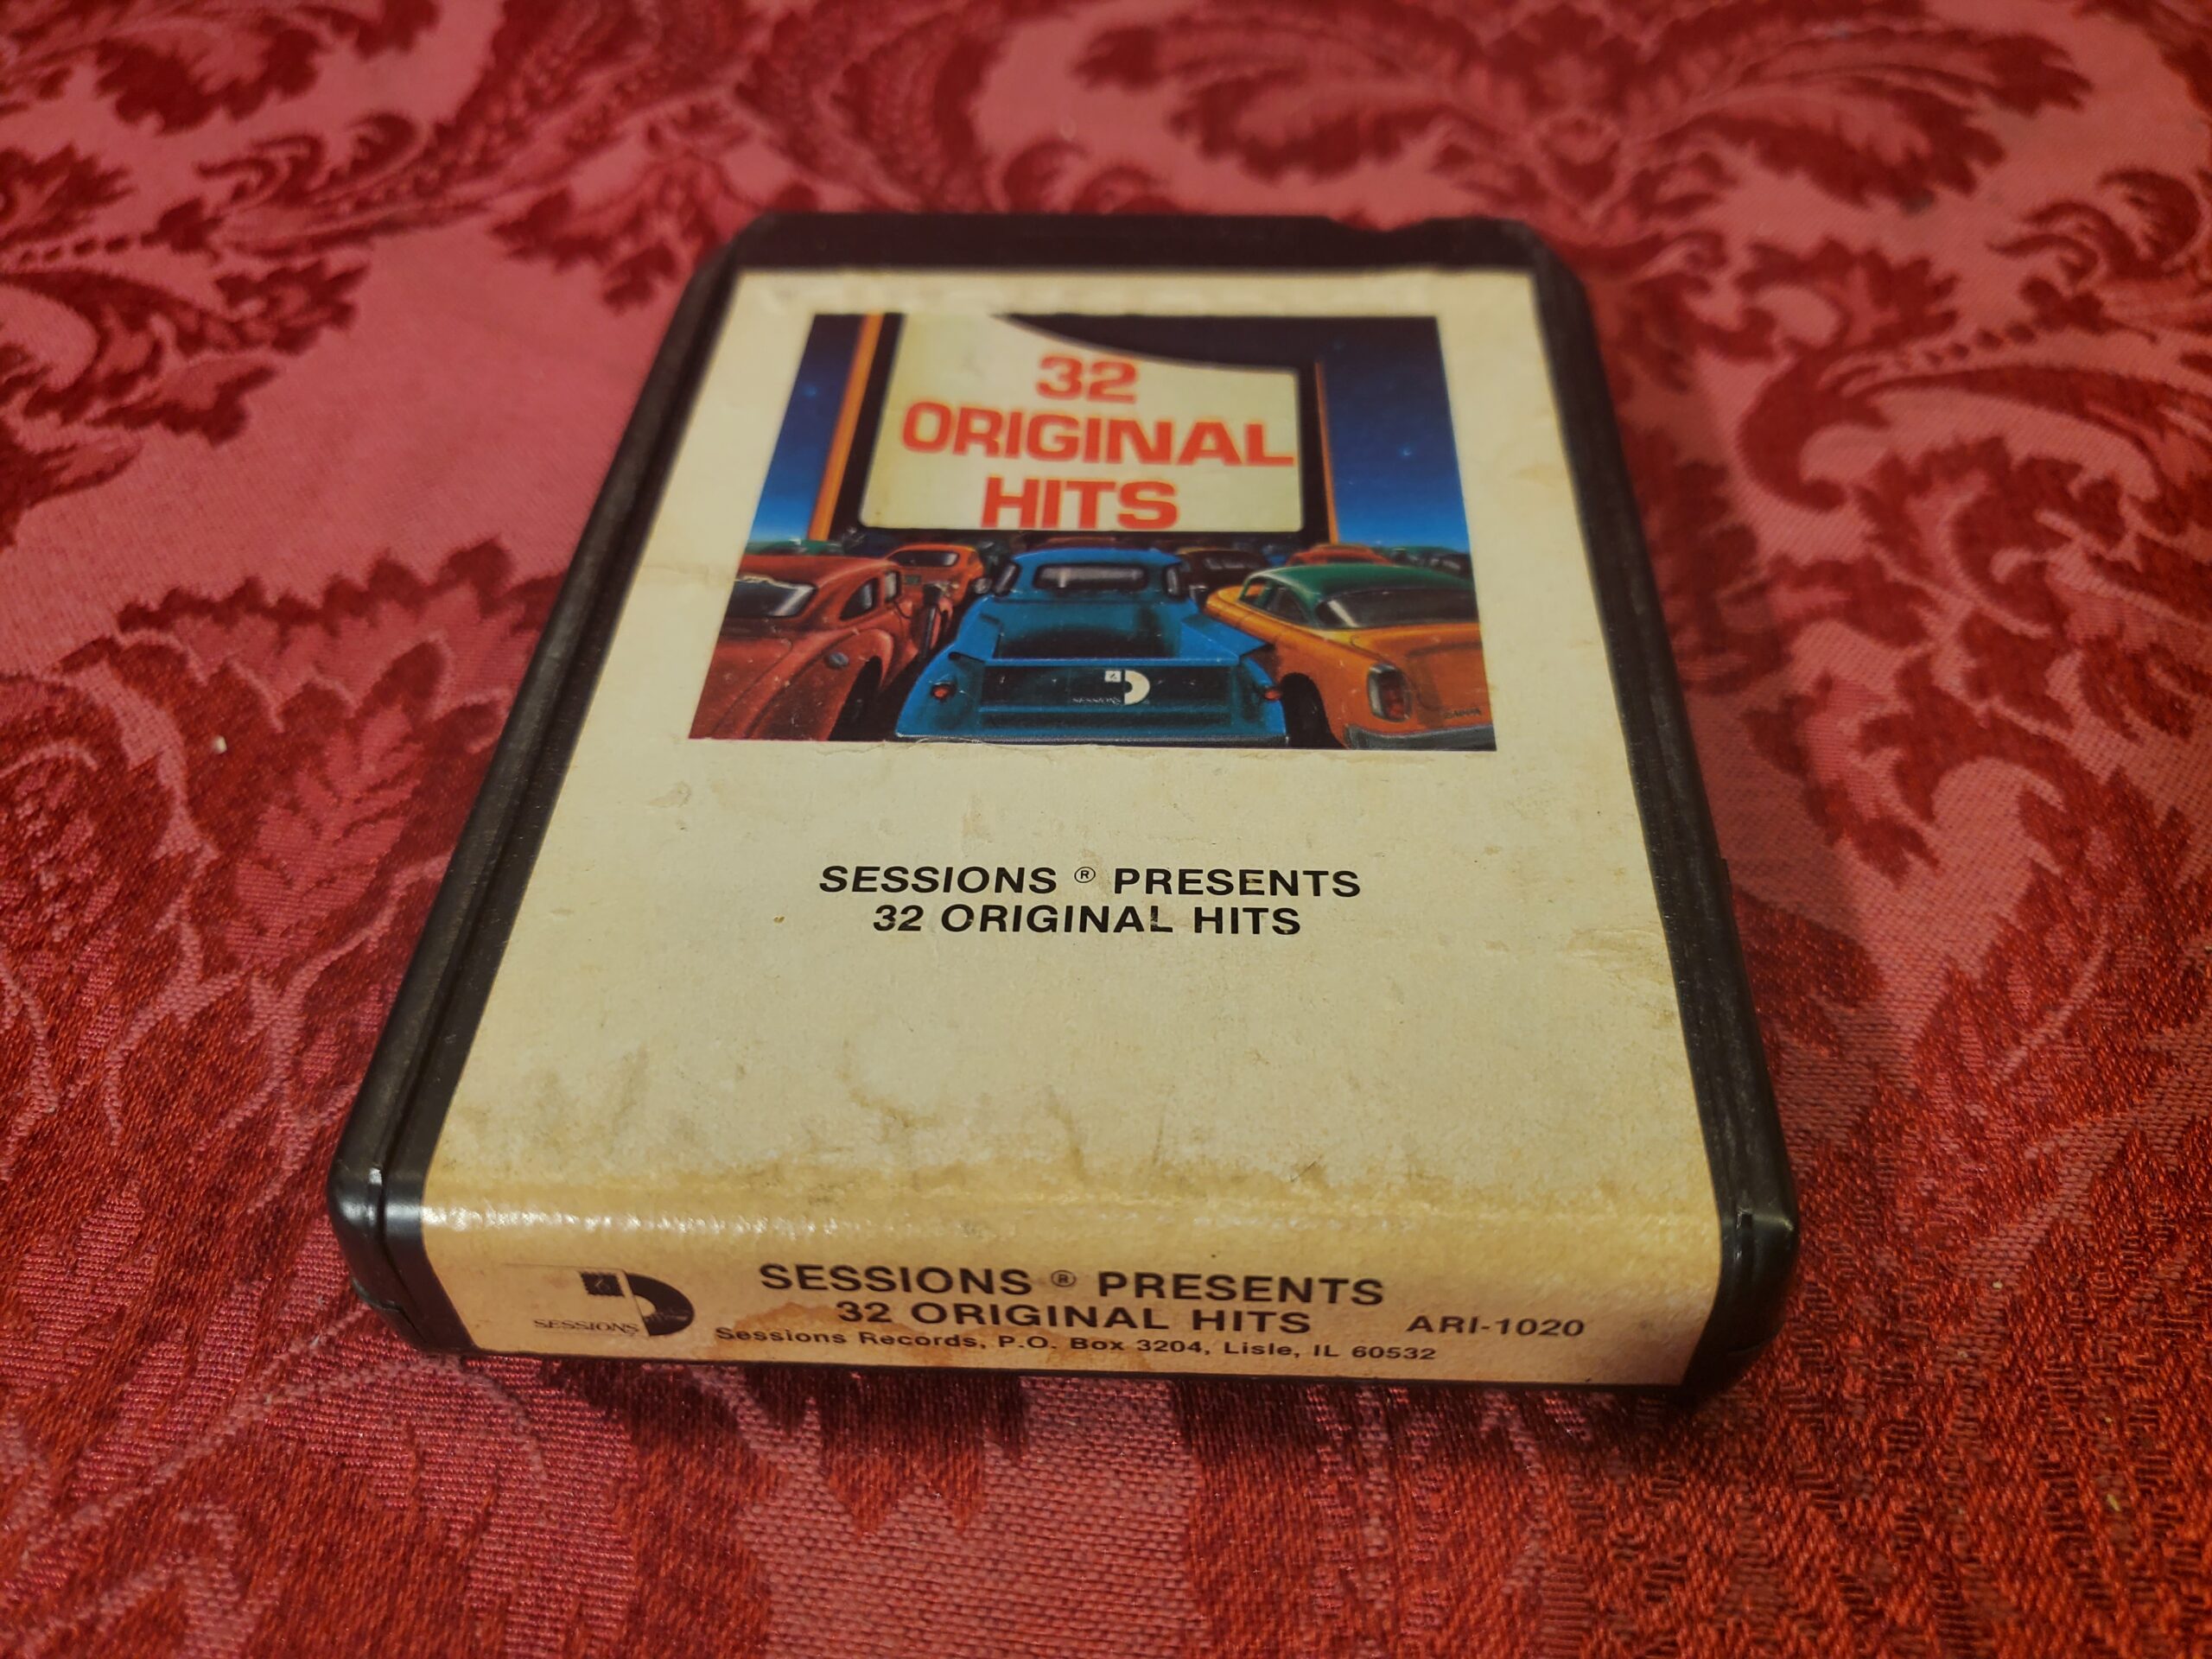 32
ORIGINAL
HITS
SESSIONS
SESSIONS ® PRESENTS
32 ORIGINAL HITS
SESSIONS
SESSIONS ® PRESENTS
32 ORIGINAL HITS
ARI-1020
Sessions Records, P.O. Box 3204, Lisle, IL 60532